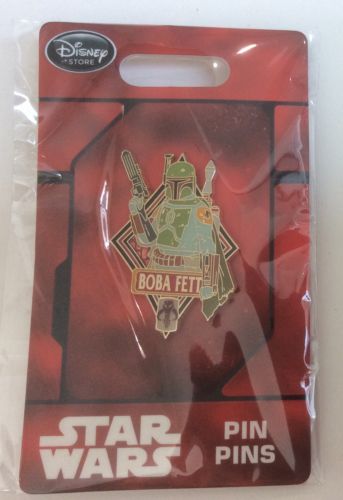 Disney
STORE
BOBA FETT
STAR PIN
WARS PINS